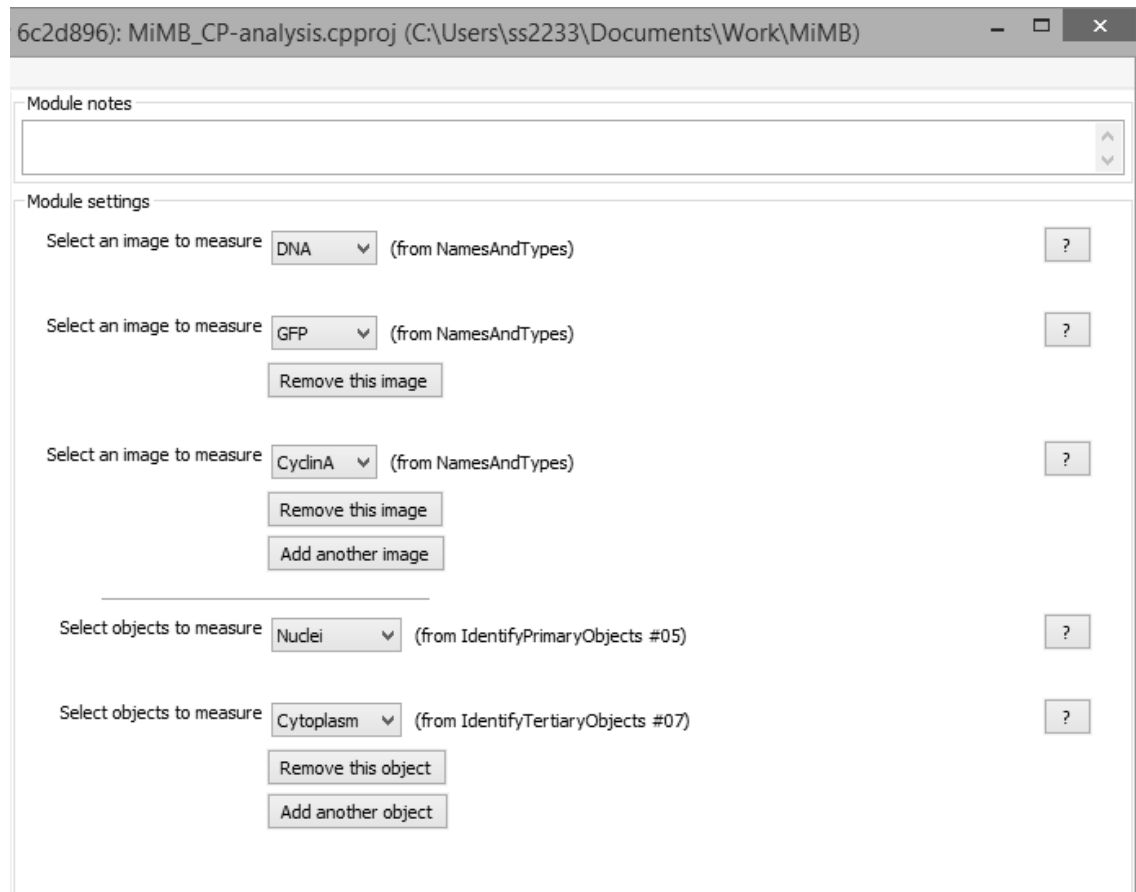 6c2d896): MiMB_CP-analysis.cpproj (C:\Users\ss2233\Documents\Work\MiMB)
Module notes
Module settings
Select an image to measure DNA (from NamesAndTypes) ?
Select an image to measure GFP (from NamesAndTypes) ?
Remove this image
Select an image to measure CyclinA (from NamesAndTypes) ?
Remove this image
Add another image
Select objects to measure Nuclei (from IdentifyPrimaryObjects #05) ?
Select objects to measure Cytoplasm (from IdentifyTertiaryObjects #07) ?
Remove this object
Add another object